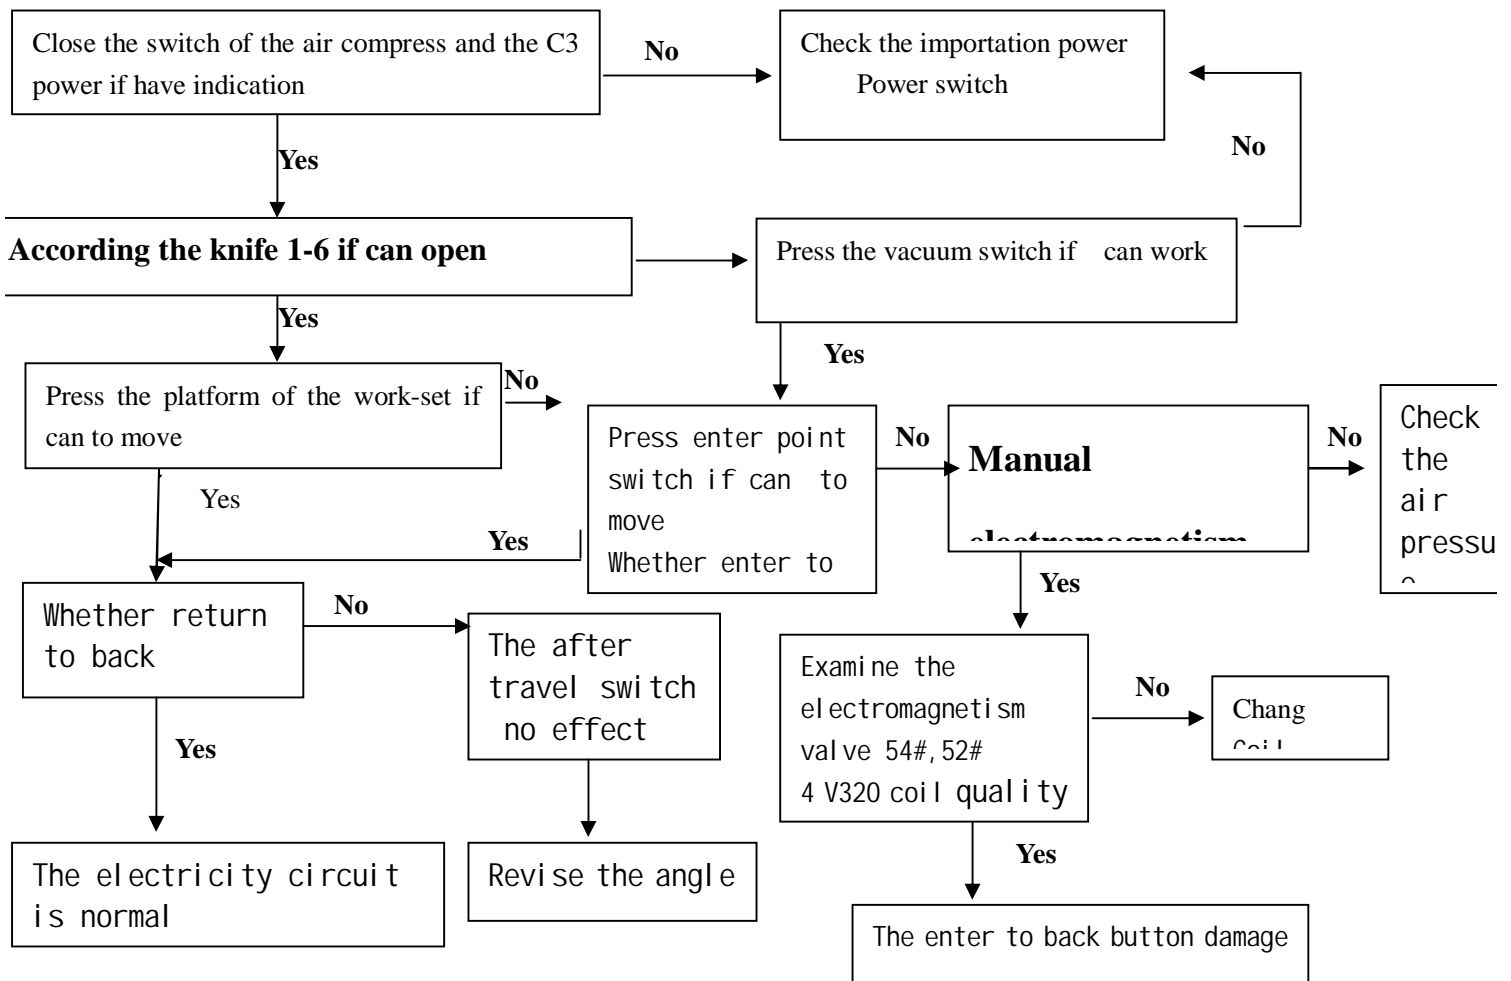 Close the switch of the air compress and the C3
power if have indication
No
Check the importation power
Power switch
Yes
No
According the knife 1-6 if can open
Press the vacuum switch if can work
Yes
Yes
Press the platform of the work-set if
can to move
No
Press enter point
switch if can to
move
Whether enter to
No
Manual
electromagnetism
No
Check
the
air
pressu
Yes
Yes
Yes
Whether return
to back
No
The after
travel switch
no effect
Examine the
electromagnetism
valve 54#,52#
4 V320 coil quality
No
Chang
Coil
Yes
Yes
The electricity circuit
is normal
Revise the angle
The enter to back button damage